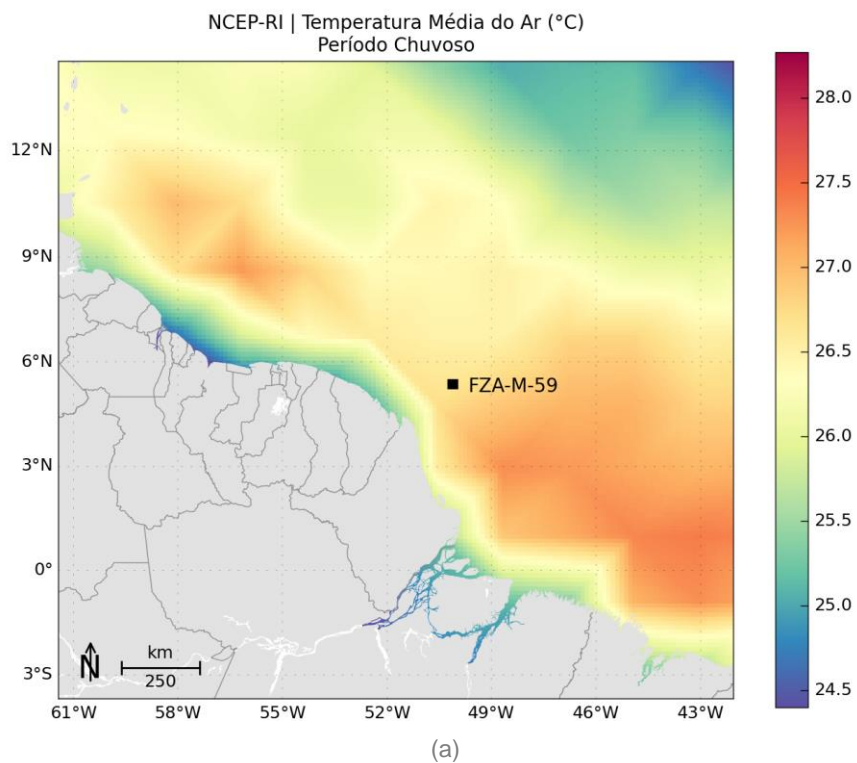 NCEP-RI | Temperatura Média do Ar (°C)
Período Chuvoso
12°N
9°N
6°N
3°N
0°
3°S
61°W
58°W
55°W
52°W
49°W
46°W
43°W
FZA-M-59
N
km
250
28.0
27.5
27.0
26.5
26.0
25.5
25.0
24.5
(a)